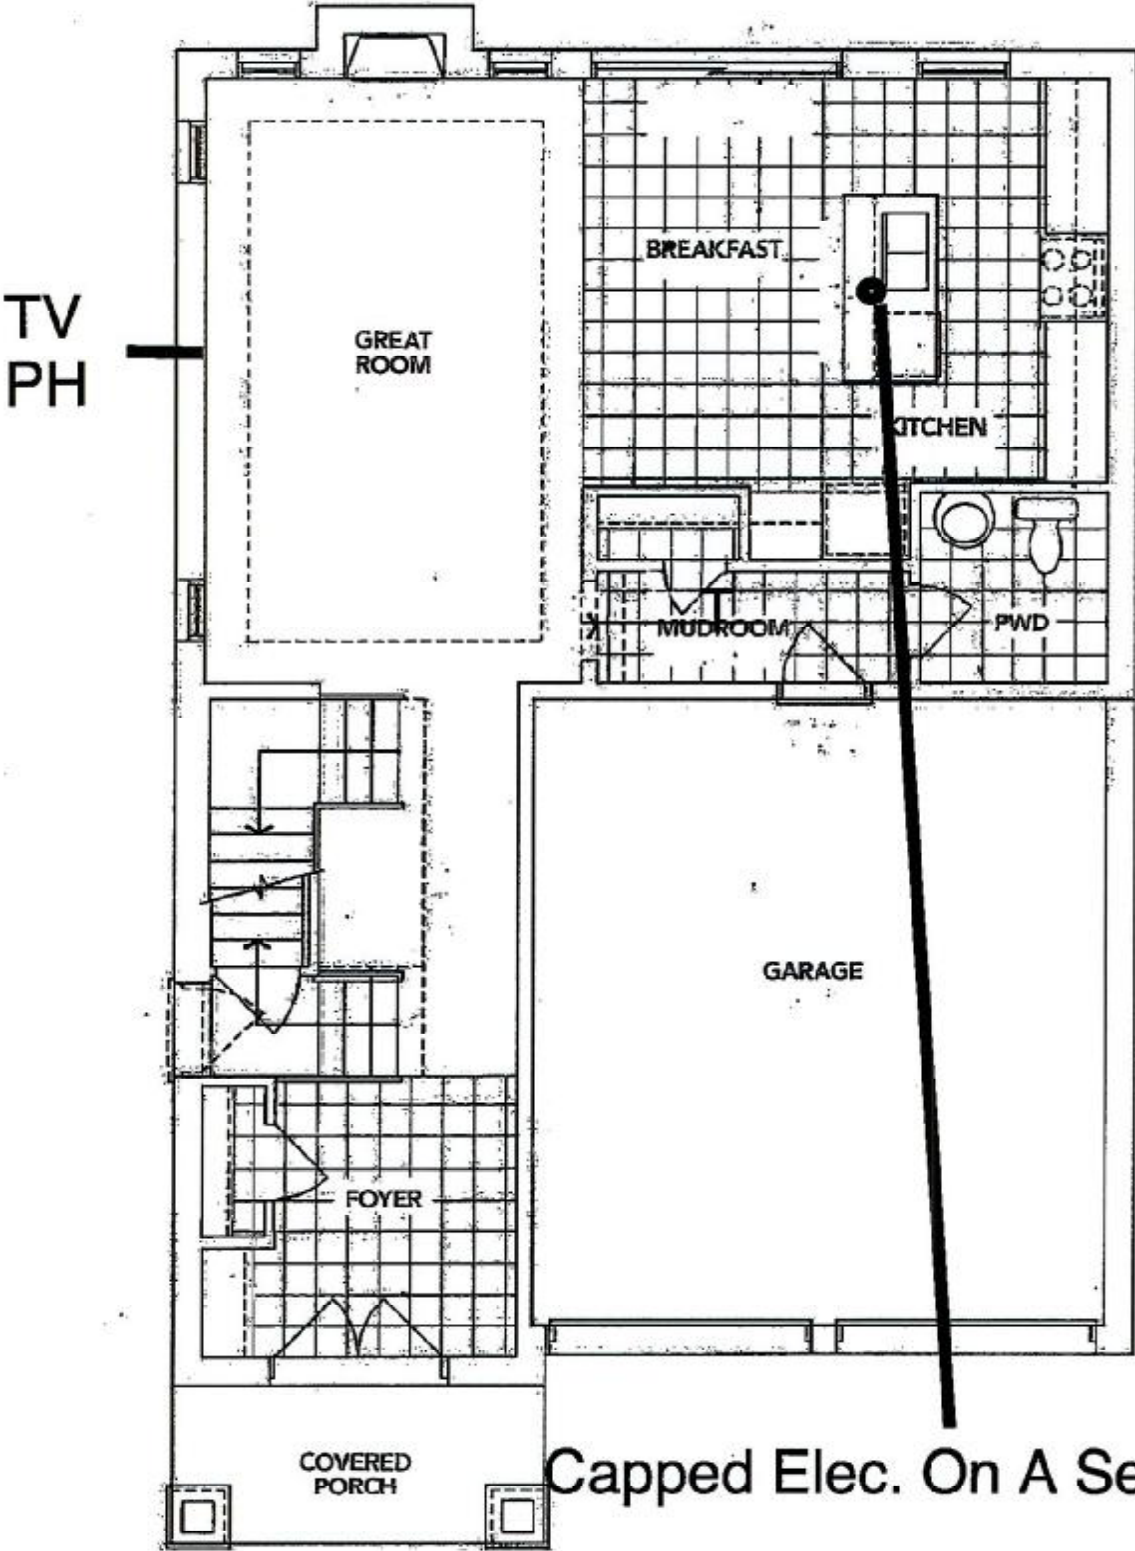 TV
PH
GREAT
ROOM
BREAKFAST
KITCHEN
MUDROOM
PWD
GARAGE
FOYER
COVERED
PORCH
Capped Elec. On A Se